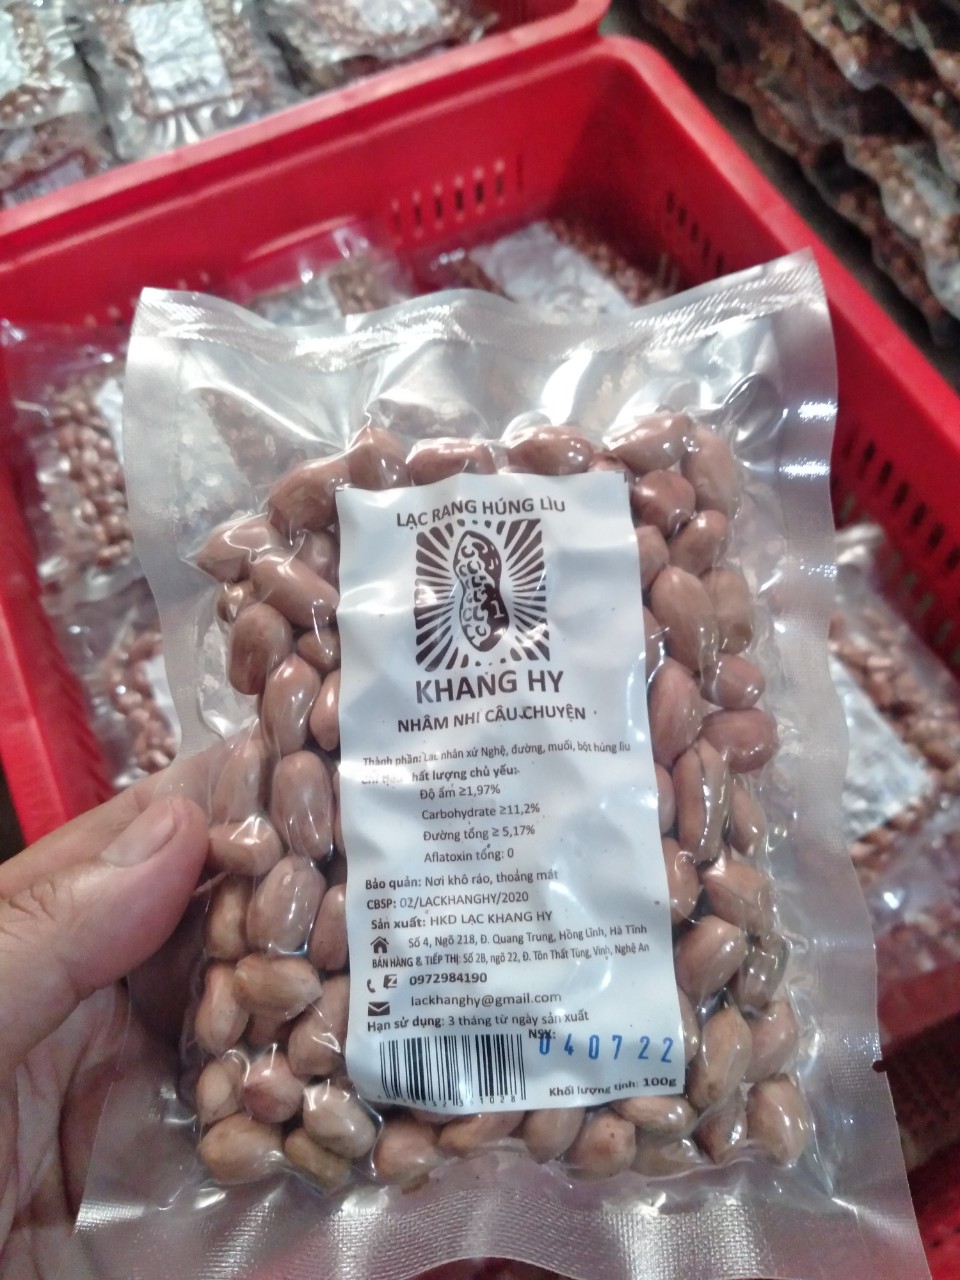 LẠC RANG HÚNG LÌU
KHANG HY
NHÂM NHI CÂU CHUYỆN
Thành phần: Lạc nhân xứ Nghệ, đường, muối, bột húng lìu
chất lượng chủ yếu:
Độ ẩm ≥1,97%
Carbohydrate ≥11,2%
Đường tổng ≥ 5,17%
Aflatoxin tổng: 0
Bảo quản: Nơi khô ráo, thoáng mát
CBSP: 02/LACKHANGHY/2020
Sản xuất: HKD LẠC KHANG HY
Số 4, Ngõ 218, Đ. Quang Trung, Hồng Lĩnh, Hà Tĩnh
BÁN HÀNG & TIẾP THỊ: Số 2B, ngõ 22, Đ. Tôn Thất Tùng, Vinh, Nghệ An
0972984190
lackhanghy@gmail.com
Hạn sử dụng: 3 tháng từ ngày sản xuất
NSX: 040722
Khối lượng tịnh: 100g